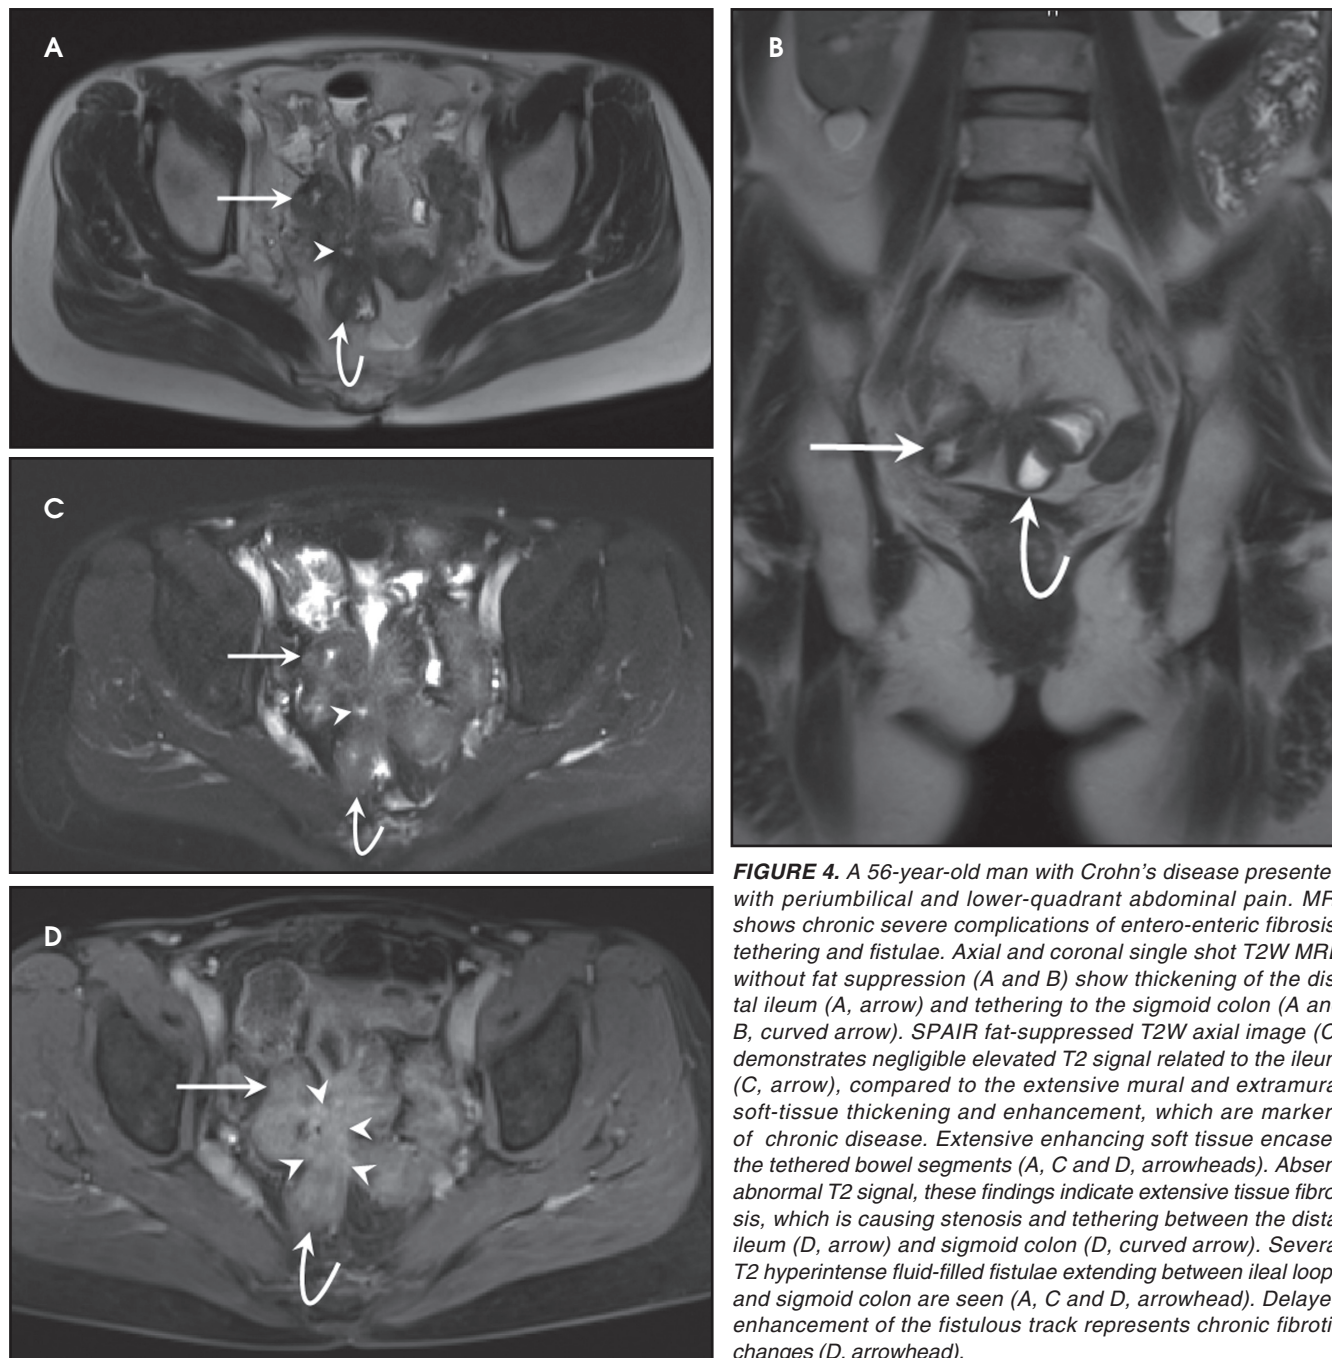 A
B
C
D
FIGURE 4. A 56-year-old man with Crohn's disease presente
with periumbilical and lower-quadrant abdominal pain. MR
shows chronic severe complications of entero-enteric fibrosis
tethering and fistulae. Axial and coronal single shot T2W MRI
without fat suppression (A and B) show thickening of the dis
tal ileum (A, arrow) and tethering to the sigmoid colon (A an
B, curved arrow). SPAIR fat-suppressed T2W axial image (C
demonstrates negligible elevated T2 signal related to the ileum
(C, arrow), compared to the extensive mural and extramura
soft-tissue thickening and enhancement, which are marker
of chronic disease. Extensive enhancing soft tissue encase
the tethered bowel segments (A, C and D, arrowheads). Absen
abnormal T2 signal, these findings indicate extensive tissue fibro
sis, which is causing stenosis and tethering between the dista
ileum (D, arrow) and sigmoid colon (D, curved arrow). Severa
T2 hyperintense fluid-filled fistulae extending between ileal loop
and sigmoid colon are seen (A, C and D, arrowhead). Delaye
enhancement of the fistulous track represents chronic fibroti
changes (D, arrowhead).